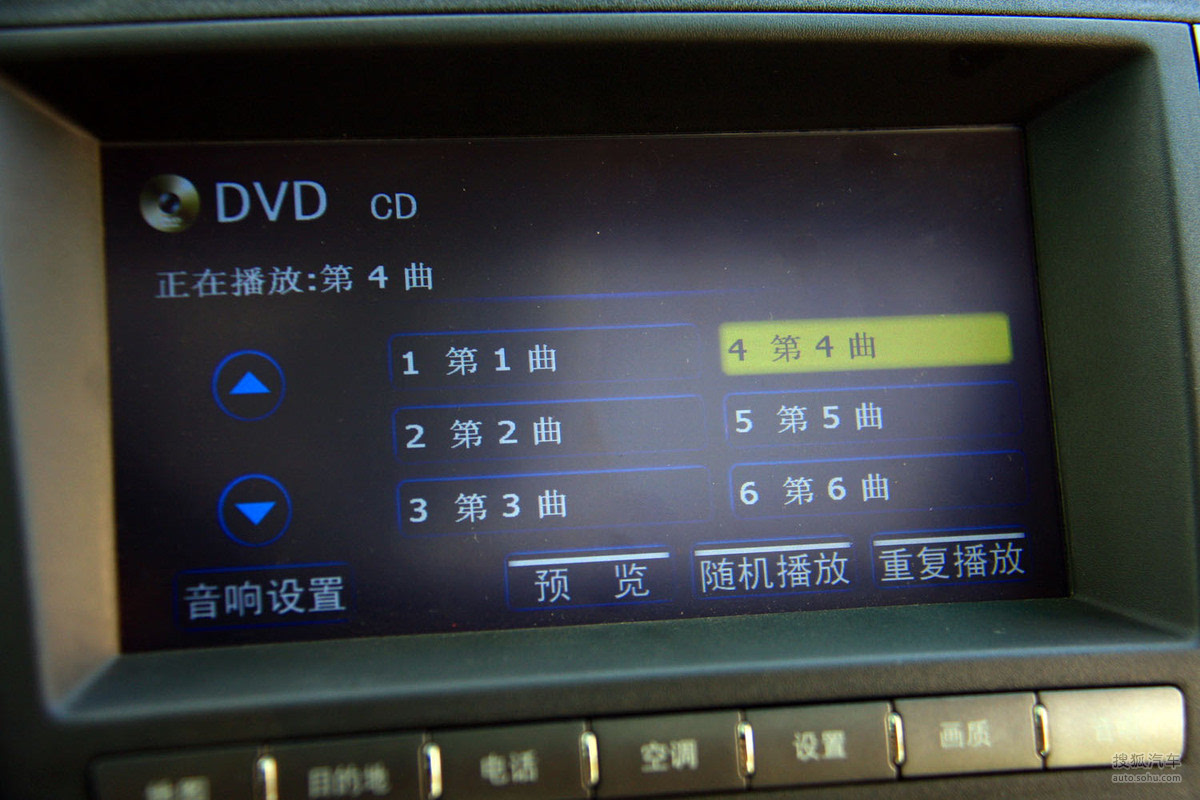 DVD CD
正在播放:第 4 曲
1 第 1 曲
4 第 4 曲
2 第 2 曲
5 第 5 曲
3 第 3 曲
6 第 6 曲
音响设置 预 览 随机播放 重复播放
目的地 电话 空调 设置 画质
搜狐汽车
auto.sohu.com